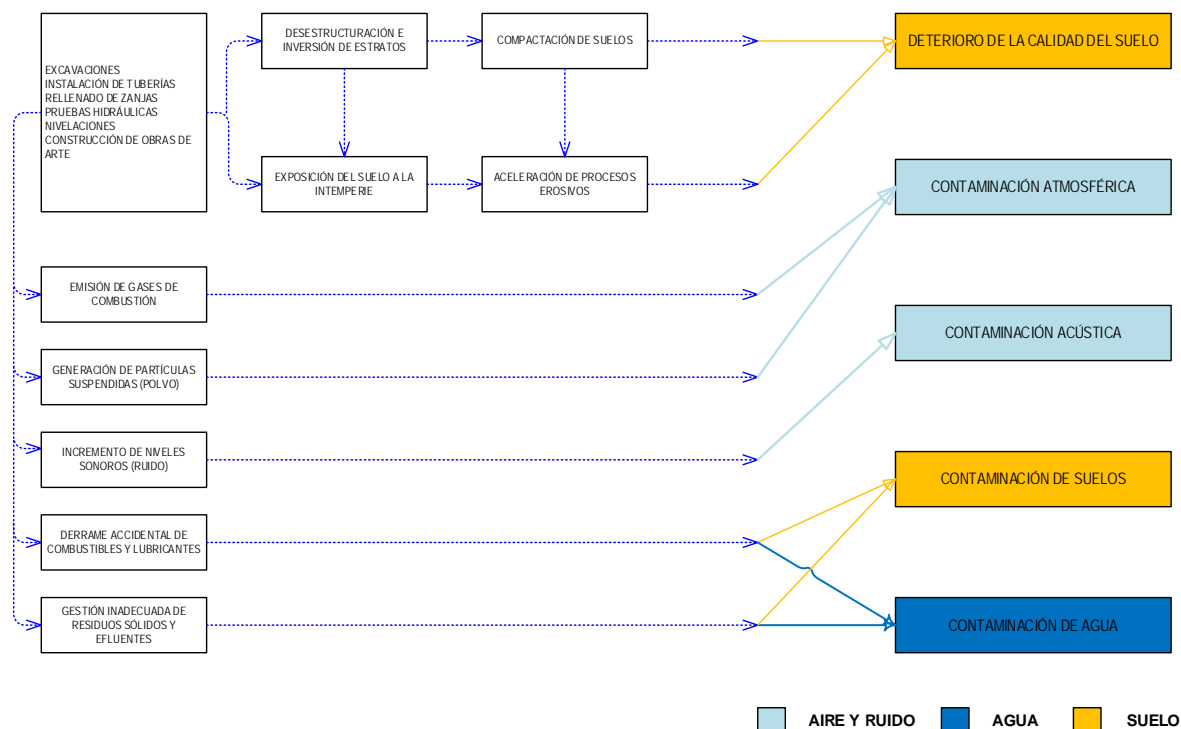 EXCAVACIONES
INSTALACIÓN DE TUBERÍAS
RELLENADO DE ZANJAS
PRUEBAS HIDRÁULICAS
NIVELACIONES
CONSTRUCCIÓN DE OBRAS DE
ARTE
DESESTRUCTURACIÓN E
INVERSIÓN DE ESTRATOS
COMPACTACIÓN DE SUELOS
DETERIORO DE LA CALIDAD DEL SUELO
EXPOSICIÓN DEL SUELO A LA
INTEMPERIE
ACELERACIÓN DE PROCESOS
EROSIVOS
CONTAMINACIÓN ATMOSFÉRICA
EMISIÓN DE GASES DE
COMBUSTIÓN
CONTAMINACIÓN ACÚSTICA
GENERACIÓN DE PARTÍCULAS
SUSPENDIDAS (POLVO)
INCREMENTO DE NIVELES
SONOROS (RUIDO)
CONTAMINACIÓN DE SUELOS
DERRAME ACCIDENTAL DE
COMBUSTIBLES Y LUBRICANTES
GESTIÓN INADECUADA DE
RESIDUOS SÓLIDOS Y
EFLUENTES
CONTAMINACIÓN DE AGUA
AIRE Y RUIDO
AGUA
SUELO